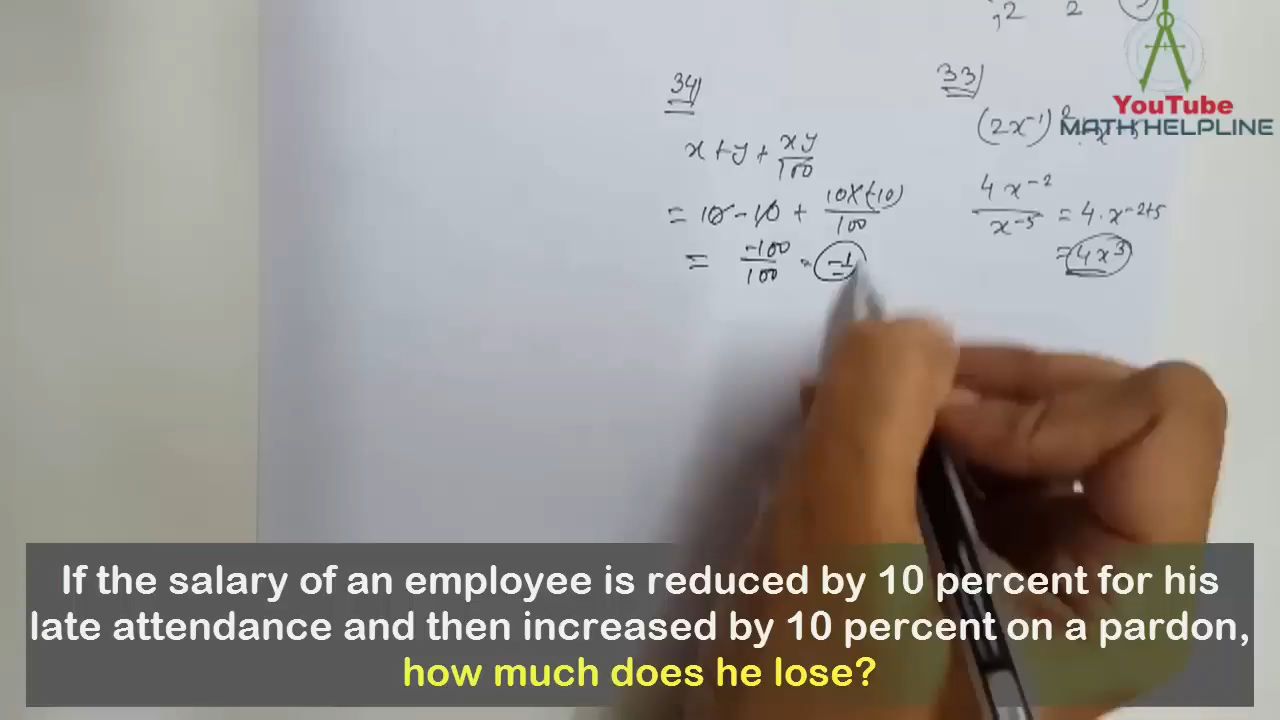 2 2
34)
x + y + xy/100
= 10 - 10 + 10×(-10)/100
= -100/100 = -1
33)
(2x⁻¹)²
4x⁻²/x⁻⁵ = 4·x⁻²⁺⁵
= 4x³
YouTube
MATH HELPLINE
If the salary of an employee is reduced by 10 percent for his
late attendance and then increased by 10 percent on a pardon,
how much does he lose?